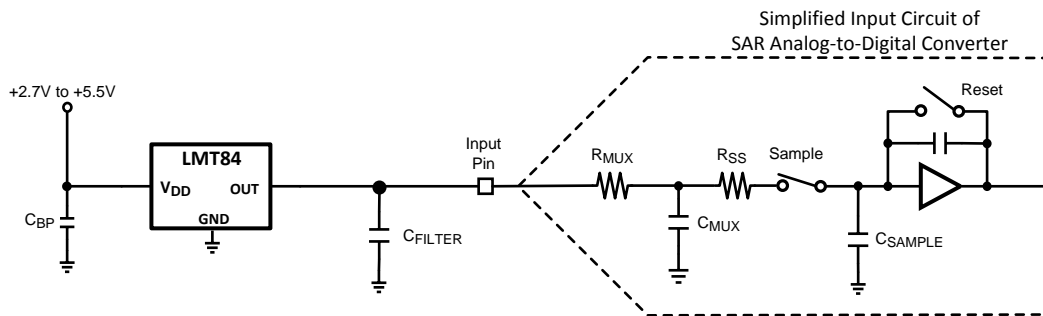 Simplified Input Circuit of
SAR Analog-to-Digital Converter
+2.7V to +5.5V
Reset
LMT84
Input
Pin
RMUX
RSS
Sample
VDD
OUT
GND
CBP
CFILTER
CMUX
CSAMPLE